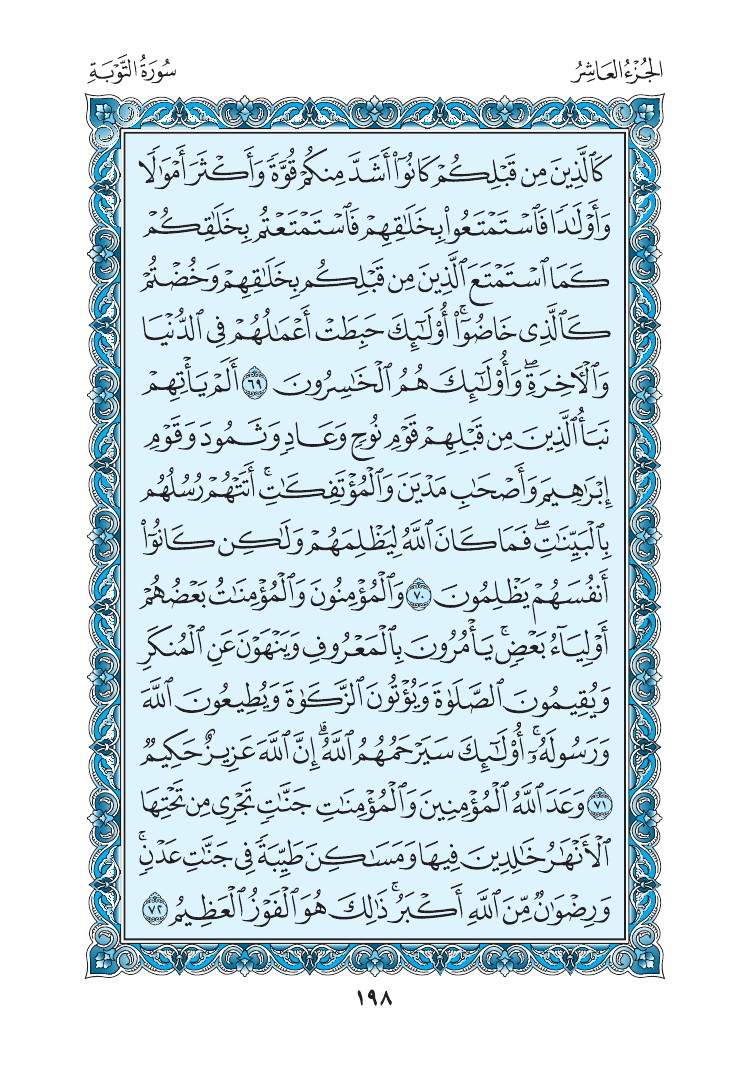 الجُزْءُ العَاشِرُ
سُورَةُ التَّوْبَةِ
كَٱلَّذِينَ مِن قَبۡلِكُمۡ كَانُوٓاْ أَشَدَّ مِنكُمۡ قُوَّةٗ وَأَكۡثَرَ أَمۡوَٰلٗا
وَأَوۡلَٰدٗا فَٱسۡتَمۡتَعُواْ بِخَلَٰقِهِمۡ فَٱسۡتَمۡتَعۡتُم بِخَلَٰقِكُمۡ
كَمَا ٱسۡتَمۡتَعَ ٱلَّذِينَ مِن قَبۡلِكُم بِخَلَٰقِهِمۡ وَخُضۡتُمۡ
كَٱلَّذِي خَاضُوٓاْۚ أُوْلَٰٓئِكَ حَبِطَتۡ أَعۡمَٰلُهُمۡ فِي ٱلدُّنۡيَا
وَٱلۡأٓخِرَةِۖ وَأُوْلَٰٓئِكَ هُمُ ٱلۡخَٰسِرُونَ ٦٩ أَلَمۡ يَأۡتِهِمۡ
نَبَأُ ٱلَّذِينَ مِن قَبۡلِهِمۡ قَوۡمِ نُوحٖ وَعَادٖ وَثَمُودَ وَقَوۡمِ
إِبۡرَٰهِيمَ وَأَصۡحَٰبِ مَدۡيَنَ وَٱلۡمُؤۡتَفِكَٰتِۚ أَتَتۡهُمۡ رُسُلُهُم
بِٱلۡبَيِّنَٰتِۖ فَمَا كَانَ ٱللَّهُ لِيَظۡلِمَهُمۡ وَلَٰكِن كَانُوٓاْ
أَنفُسَهُمۡ يَظۡلِمُونَ ٧٠ وَٱلۡمُؤۡمِنُونَ وَٱلۡمُؤۡمِنَٰتُ بَعۡضُهُمۡ
أَوۡلِيَآءُ بَعۡضٖۚ يَأۡمُرُونَ بِٱلۡمَعۡرُوفِ وَيَنۡهَوۡنَ عَنِ ٱلۡمُنكَرِ
وَيُقِيمُونَ ٱلصَّلَوٰةَ وَيُؤۡتُونَ ٱلزَّكَوٰةَ وَيُطِيعُونَ ٱللَّهَ
وَرَسُولَهُۥٓۚ أُوْلَٰٓئِكَ سَيَرۡحَمُهُمُ ٱللَّهُۗ إِنَّ ٱللَّهَ عَزِيزٌ حَكِيمٞ
٧١ وَعَدَ ٱللَّهُ ٱلۡمُؤۡمِنِينَ وَٱلۡمُؤۡمِنَٰتِ جَنَّٰتٖ تَجۡرِي مِن تَحۡتِهَا
ٱلۡأَنۡهَٰرُ خَٰلِدِينَ فِيهَا وَمَسَٰكِنَ طَيِّبَةٗ فِي جَنَّٰتِ عَدۡنٖۚ
وَرِضۡوَٰنٞ مِّنَ ٱللَّهِ أَكۡبَرُۚ ذَٰلِكَ هُوَ ٱلۡفَوۡزُ ٱلۡعَظِيمُ ٧٢
١٩٨